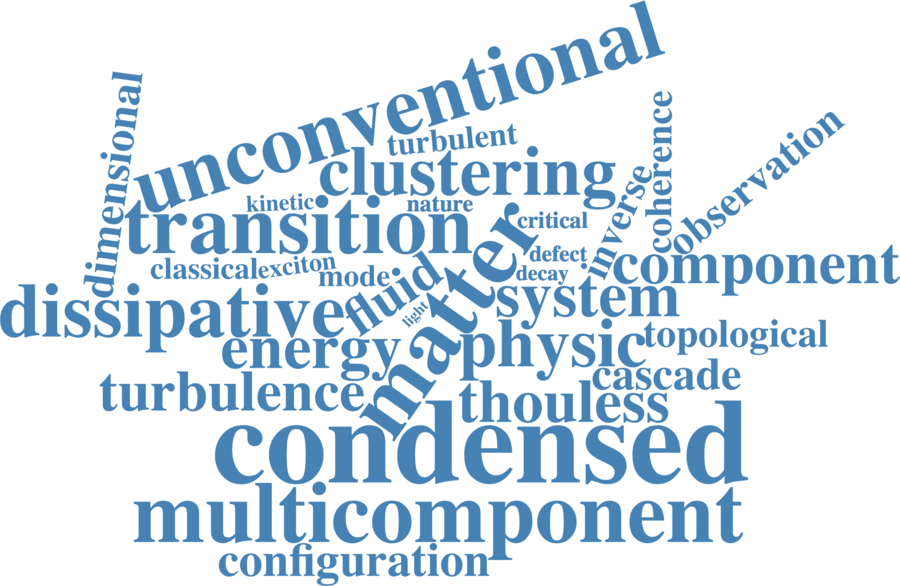 unconventional
dimensional
turbulent
coherence
observation
clustering
inverse
kinetic
nature
transition
critical
matter
defect
component
classical
exciton
mode
decay
fluid
dissipative
system
light
energy
physic
topological
turbulence
cascade
thouless
condensed
multicomponent
configuration